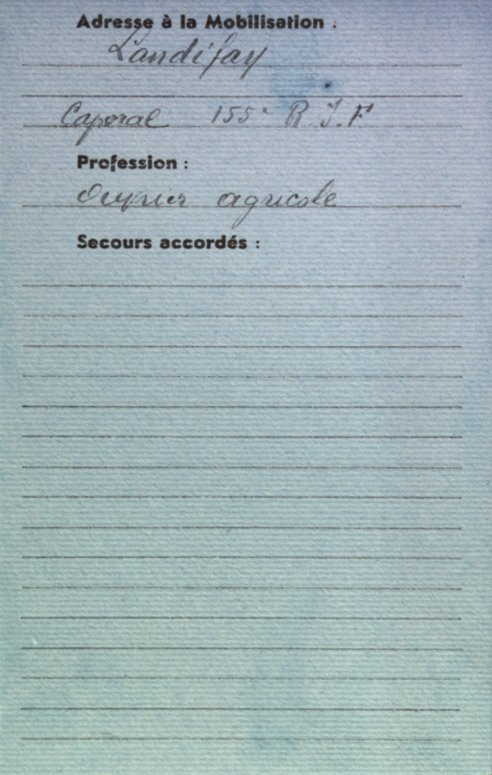 Adresse à la Mobilisation :
Landifay
Caporal 155e R.I.F
Profession :
Ouvrier agricole
Secours accordés :